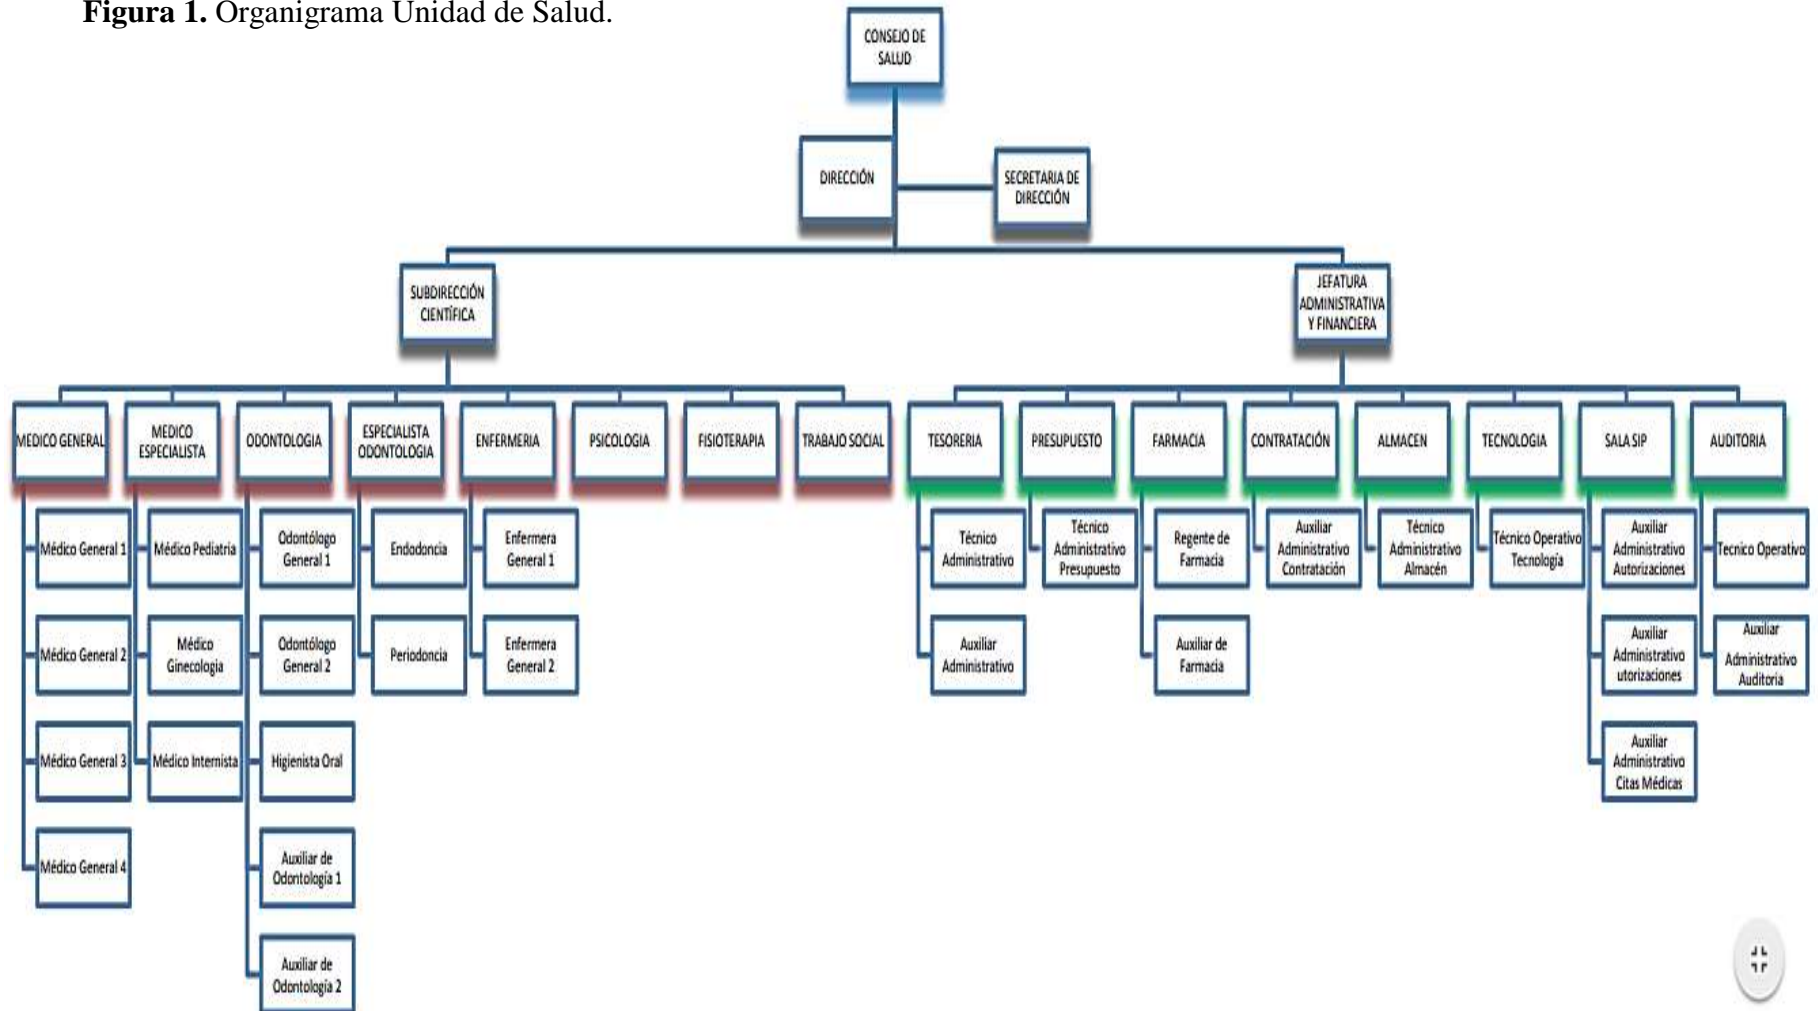 Figura 1. Organigrama Unidad de Salud.
CONSEJO DE
SALUD
DIRECCIÓN
SECRETARIA DE
DIRECCIÓN
SUBDIRECCIÓN
CIENTÍFICA
JEFATURA
ADMINISTRATIVA
Y FINANCIERA
MEDICO GENERAL
MEDICO
ESPECIALISTA
ODONTOLOGIA
ESPECIALISTA
ODONTOLOGIA
ENFERMERIA
PSICOLOGIA
FISIOTERAPIA
TRABAJO SOCIAL
TESORERIA
PRESUPUESTO
FARMACIA
CONTRATACIÓN
ALMACEN
TECNOLOGIA
SALA SIP
AUDITORIA
Médico General 1
Médico Pediatria
Odontólogo
General 1
Endodoncia
Enfermera
General 1
Técnico
Administrativo
Técnico
Administrativo
Presupuesto
Regente de
Farmacia
Auxiliar
Administrativo
Contratación
Técnico
Administrativo
Almacén
Técnico Operativo
Tecnología
Auxiliar
Administrativo
Autorizaciones
Tecnico Operativo
Médico General 2
Médico
Ginecologia
Odontólogo
General 2
Periodoncia
Enfermera
General 2
Auxiliar
Administrativo
Auxiliar de
Farmacia
Auxiliar
Administrativo
utorizaciones
Auxiliar
Administrativo
Auditoria
Médico General 3
Médico Internista
Higienista Oral
Auxiliar
Administrativo
Citas Médicas
Médico General 4
Auxiliar de
Odontología 1
Auxiliar de
Odontología 2